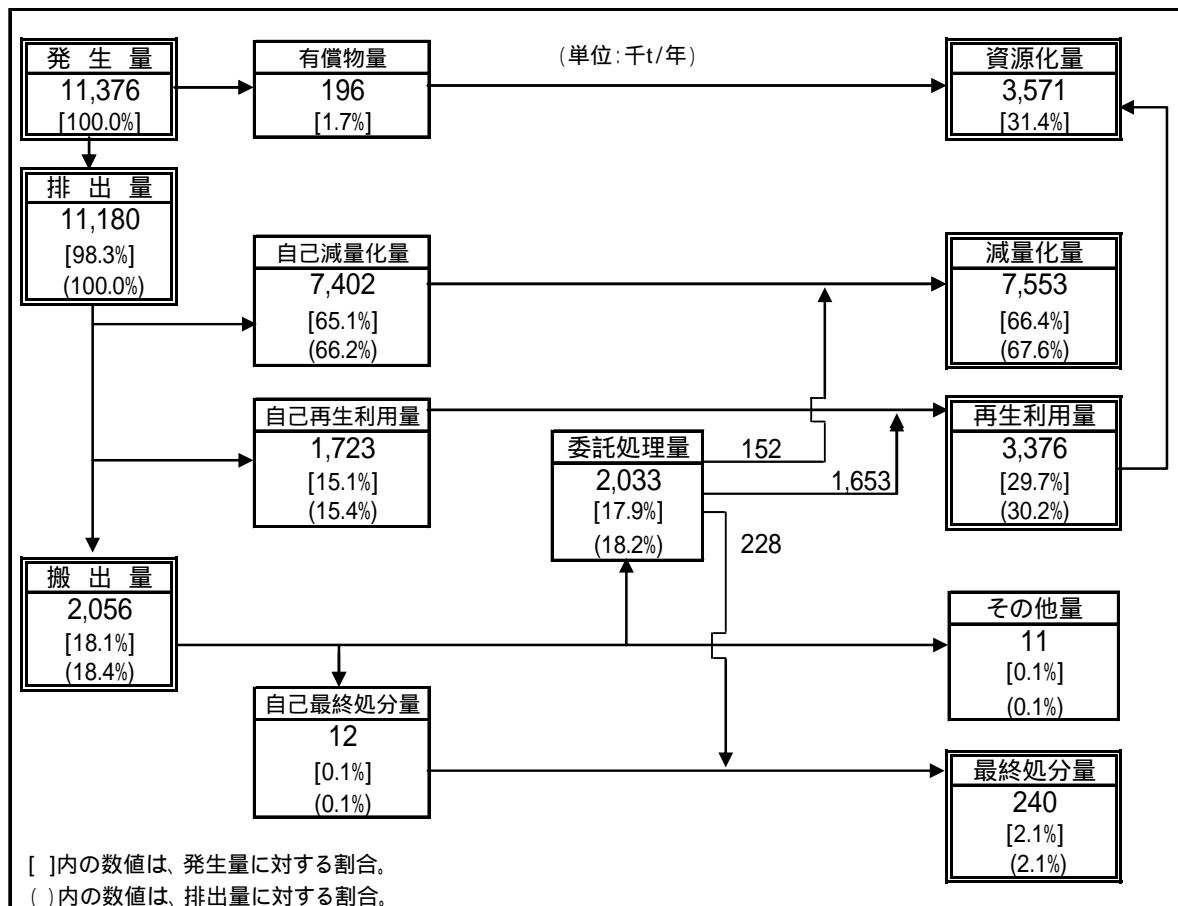 発 生 量
11,376
[100.0%]
有償物量
196
[1.7%]
(単位:千t/年)
資源化量
3,571
[31.4%]
排 出 量
11,180
[98.3%]
(100.0%)
自己減量化量
7,402
[65.1%]
(66.2%)
減量化量
7,553
[66.4%]
(67.6%)
自己再生利用量
1,723
[15.1%]
(15.4%)
委託処理量
2,033
[17.9%]
(18.2%)
152
1,653
228
再生利用量
3,376
[29.7%]
(30.2%)
搬 出 量
2,056
[18.1%]
(18.4%)
その他量
11
[0.1%]
(0.1%)
自己最終処分量
12
[0.1%]
(0.1%)
最終処分量
240
[2.1%]
(2.1%)
[ ]内の数値は、発生量に対する割合。
( )内の数値は、排出量に対する割合。